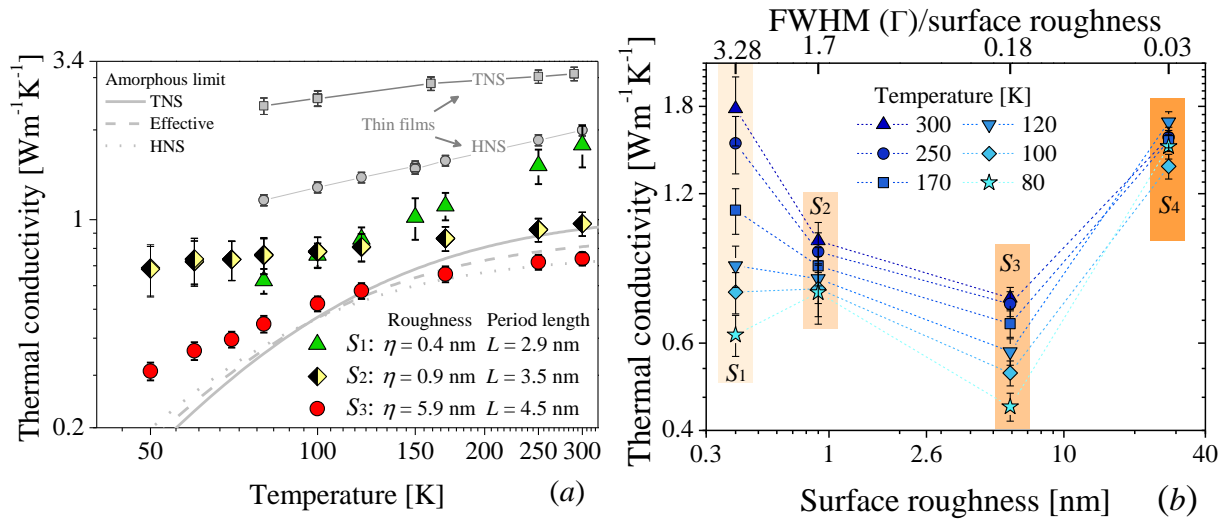 3.4
1
0.2
Thermal conductivity [Wm⁻¹K⁻¹]
Amorphous limit
TNS
Effective
HNS
TNS
Thin films
HNS
Roughness Period length
S1: η = 0.4 nm L = 2.9 nm
S2: η = 0.9 nm L = 3.5 nm
S3: η = 5.9 nm L = 4.5 nm
50 100 150 200 250 300
Temperature [K]
(a)
FWHM (Γ)/surface roughness
3.28 1.7 0.18 0.03
1.8
1.2
0.6
0.4
Thermal conductivity [Wm⁻¹K⁻¹]
Temperature [K]
300 120
250 100
170 80
S1
S2
S3
S4
0.3 1 2.6 10 40
Surface roughness [nm]
(b)